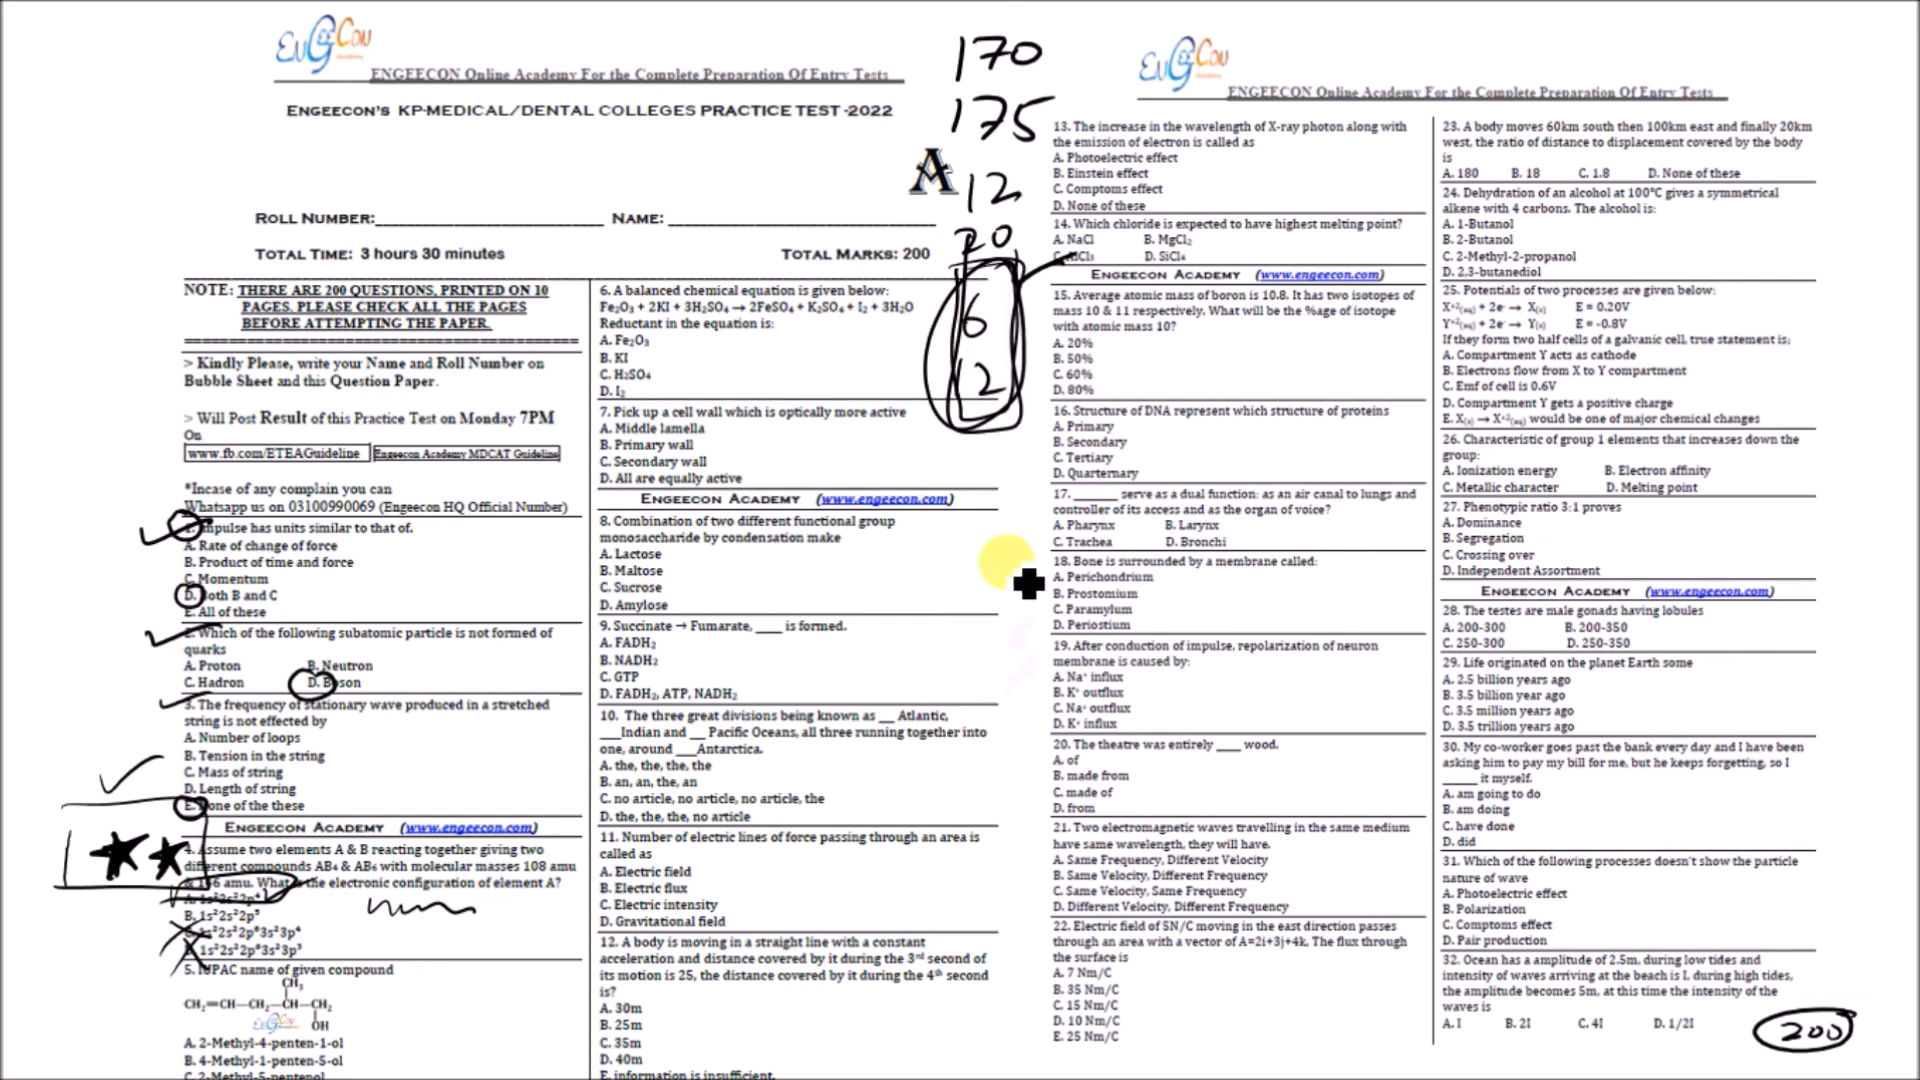 EnGeeCon
ENGEECON Online Academy For the Complete Preparation Of Entry Tests
ENGEECON'S KP-MEDICAL/DENTAL COLLEGES PRACTICE TEST -2022
A
ROLL NUMBER:______ NAME: ______
TOTAL TIME: 3 hours 30 minutes TOTAL MARKS: 200
NOTE: THERE ARE 200 QUESTIONS, PRINTED ON 10
PAGES. PLEASE CHECK ALL THE PAGES
BEFORE ATTEMPTING THE PAPER.
> Kindly Please, write your Name and Roll Number on
Bubble Sheet and this Question Paper.
> Will Post Result of this Practice Test on Monday 7PM
On
www.fb.com/ETEAGuideline Engeecon Academy MDCAT Guideline
*Incase of any complain you can
Whatsapp us on 03100990069 (Engeecon HQ Official Number)
1. Impulse has units similar to that of.
A. Rate of change of force
B. Product of time and force
C. Momentum
D. Both B and C
E. All of these
2. Which of the following subatomic particle is not formed of
quarks
A. Proton B. Neutron
C. Hadron D. Boson
3. The frequency of stationary wave produced in a stretched
string is not effected by
A. Number of loops
B. Tension in the string
C. Mass of string
D. Length of string
E. None of the these
ENGEECON ACADEMY (www.engeecon.com)
4. Assume two elements A & B reacting together giving two
different compounds AB₄ & AB₆ with molecular masses 108 amu
& 146 amu. What is the electronic configuration of element A?
A. 1s²2s²2p⁴
B. 1s²2s²2p⁵
C. 1s²2s²2p⁶3s²3p⁴
D. 1s²2s²2p⁶3s²3p⁵
5. IUPAC name of given compound
CH₃
CH₂=CH—CH₂—CH—CH₂
EnGeeCon OH
A. 2-Methyl-4-penten-1-ol
B. 4-Methyl-1-penten-5-ol
C. 2-Methyl-5-pentenol
6. A balanced chemical equation is given below:
Fe₂O₃ + 2KI + 3H₂SO₄ → 2FeSO₄ + K₂SO₄ + I₂ + 3H₂O
Reductant in the equation is:
A. Fe₂O₃
B. KI
C. H₂SO₄
D. I₂
7. Pick up a cell wall which is optically more active
A. Middle lamella
B. Primary wall
C. Secondary wall
D. All are equally active
ENGEECON ACADEMY (www.engeecon.com)
8. Combination of two different functional group
monosaccharide by condensation make
A. Lactose
B. Maltose
C. Sucrose
D. Amylose
9. Succinate → Fumarate, ____ is formed.
A. FADH₂
B. NADH₂
C. GTP
D. FADH₂, ATP, NADH₂
10. The three great divisions being known as __ Atlantic,
___Indian and __ Pacific Oceans, all three running together into
one, around ___Antarctica.
A. the, the, the, the
B. an, an, the, an
C. no article, no article, no article, the
D. the, the, the, no article
11. Number of electric lines of force passing through an area is
called as
A. Electric field
B. Electric flux
C. Electric intensity
D. Gravitational field
12. A body is moving in a straight line with a constant
acceleration and distance covered by it during the 3rd second of
its motion is 25, the distance covered by it during the 4th second
is?
A. 30m
B. 25m
C. 35m
D. 40m
E. information is insufficient.
170
175
12
20
6
12
EnGeeCon
ENGEECON Online Academy For the Complete Preparation Of Entry Tests
13. The increase in the wavelength of X-ray photon along with
the emission of electron is called as
A. Photoelectric effect
B. Einstein effect
C. Comptoms effect
D. None of these
14. Which chloride is expected to have highest melting point?
A. NaCl B. MgCl₂
C. AlCl₃ D. SiCl₄
ENGEECON ACADEMY (www.engeecon.com)
15. Average atomic mass of boron is 10.8. It has two isotopes of
mass 10 & 11 respectively. What will be the %age of isotope
with atomic mass 10?
A. 20%
B. 50%
C. 60%
D. 80%
16. Structure of DNA represent which structure of proteins
A. Primary
B. Secondary
C. Tertiary
D. Quarternary
17. ______ serve as a dual function: as an air canal to lungs and
controller of its access and as the organ of voice?
A. Pharynx B. Larynx
C. Trachea D. Bronchi
18. Bone is surrounded by a membrane called:
A. Perichondrium
B. Prostomium
C. Paramylum
D. Periostium
19. After conduction of impulse, repolarization of neuron
membrane is caused by:
A. Na⁺ influx
B. K⁺ outflux
C. Na⁺ outflux
D. K⁺ influx
20. The theatre was entirely ____ wood.
A. of
B. made from
C. made of
D. from
21. Two electromagnetic waves travelling in the same medium
have same wavelength, they will have.
A. Same Frequency, Different Velocity
B. Same Velocity, Different Frequency
C. Same Velocity, Same Frequency
D. Different Velocity, Different Frequency
22. Electric field of 5N/C moving in the east direction passes
through an area with a vector of A=2i+3j+4k. The flux through
the surface is
A. 7 Nm/C
B. 35 Nm/C
C. 15 Nm/C
D. 10 Nm/C
E. 25 Nm/C
23. A body moves 60km south then 100km east and finally 20km
west, the ratio of distance to displacement covered by the body
is
A. 180 B. 18 C. 1.8 D. None of these
24. Dehydration of an alcohol at 100°C gives a symmetrical
alkene with 4 carbons. The alcohol is:
A. 1-Butanol
B. 2-Butanol
C. 2-Methyl-2-propanol
D. 2,3-butanediol
25. Potentials of two processes are given below:
X⁺²(aq) + 2e⁻ → X(s) E = 0.20V
Y⁺²(aq) + 2e⁻ → Y(s) E = -0.8V
If they form two half cells of a galvanic cell, true statement is;
A. Compartment Y acts as cathode
B. Electrons flow from X to Y compartment
C. Emf of cell is 0.6V
D. Compartment Y gets a positive charge
E. X(s) → X⁺²(aq) would be one of major chemical changes
26. Characteristic of group 1 elements that increases down the
group:
A. Ionization energy B. Electron affinity
C. Metallic character D. Melting point
27. Phenotypic ratio 3:1 proves
A. Dominance
B. Segregation
C. Crossing over
D. Independent Assortment
ENGEECON ACADEMY (www.engeecon.com)
28. The testes are male gonads having lobules
A. 200-300 B. 200-350
C. 250-300 D. 250-350
29. Life originated on the planet Earth some
A. 2.5 billion years ago
B. 3.5 billion year ago
C. 3.5 million years ago
D. 3.5 trillion years ago
30. My co-worker goes past the bank every day and I have been
asking him to pay my bill for me, but he keeps forgetting, so I
_____ it myself.
A. am going to do
B. am doing
C. have done
D. did
31. Which of the following processes doesn't show the particle
nature of wave
A. Photoelectric effect
B. Polarization
C. Comptoms effect
D. Pair production
32. Ocean has a amplitude of 2.5m, during low tides and
intensity of waves arriving at the beach is I, during high tides,
the amplitude becomes 5m, at this time the intensity of the
waves is
A. I B. 2I C. 4I D. 1/2I
200